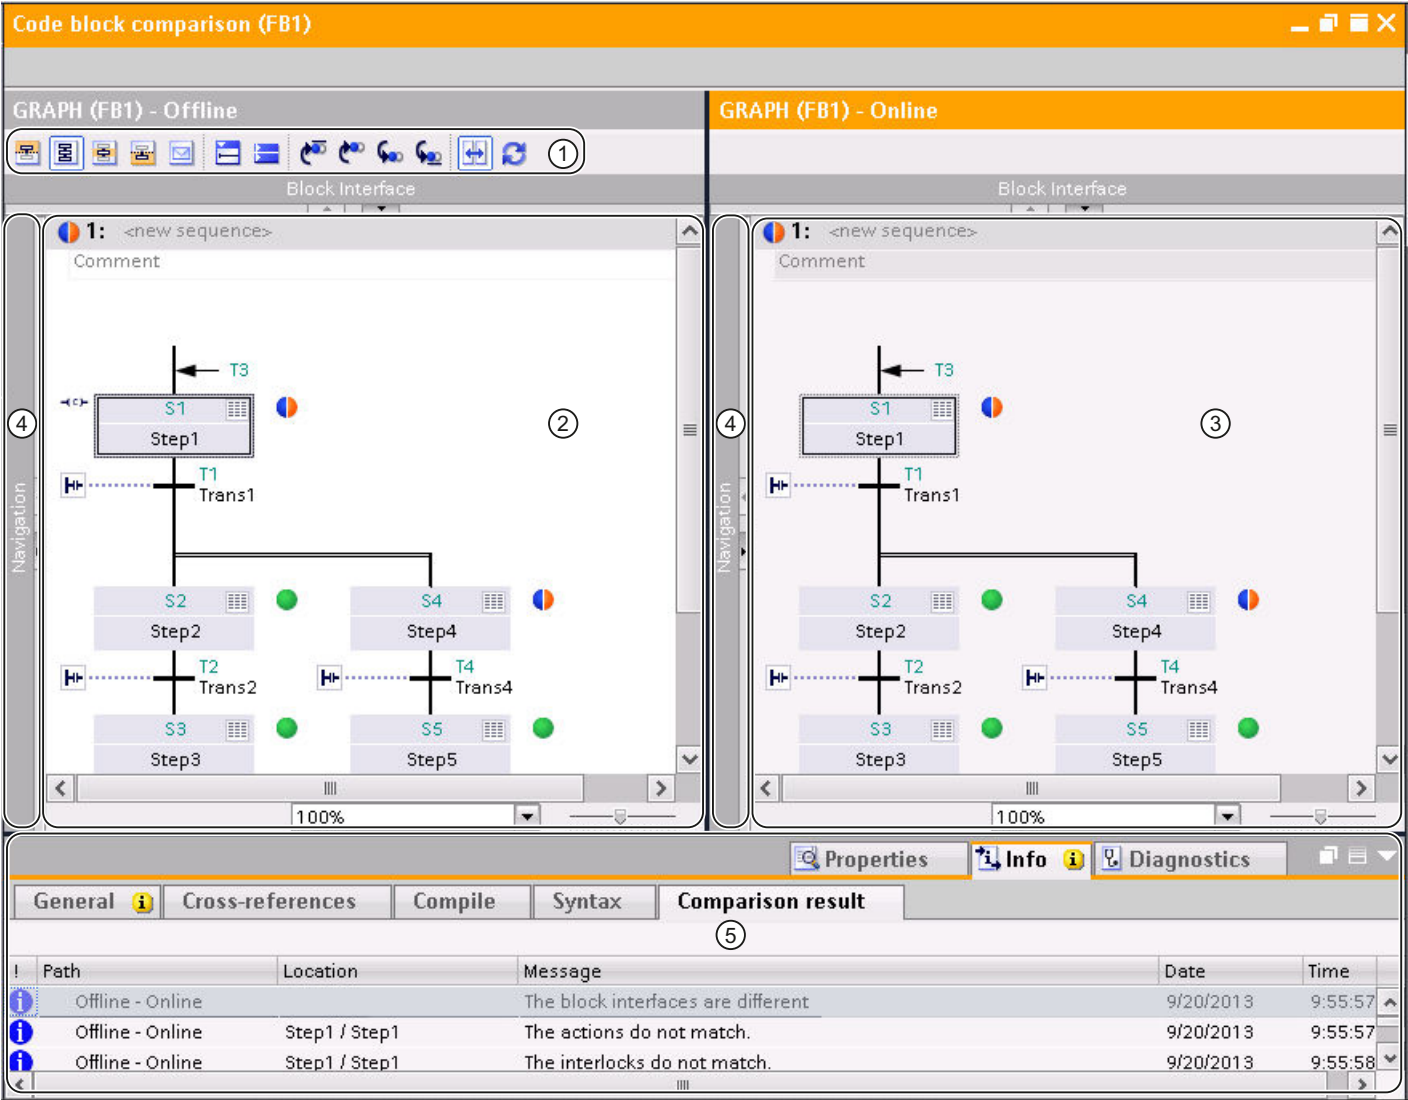 Code block comparison (FB1)
GRAPH (FB1) - Offline
GRAPH (FB1) - Online
1
Block Interface
Block Interface
1: <new sequence>
Comment
T3
S1
Step1
T1
Trans1
S2
Step2
S4
Step4
T2
Trans2
T4
Trans4
S3
Step3
S5
Step5
100%
2
4
Navigation
1: <new sequence>
Comment
T3
S1
Step1
T1
Trans1
S2
Step2
S4
Step4
T2
Trans2
T4
Trans4
S3
Step3
S5
Step5
100%
3
4
Navigation
Properties
Info
Diagnostics
General
Cross-references
Compile
Syntax
Comparison result
5
! Path Location Message Date Time
Offline - Online The block interfaces are different 9/20/2013 9:55:57
Offline - Online Step1 / Step1 The actions do not match. 9/20/2013 9:55:57
Offline - Online Step1 / Step1 The interlocks do not match. 9/20/2013 9:55:58